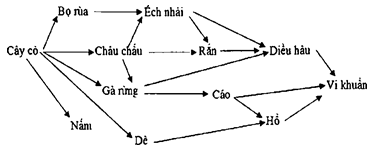 Bọ rùa
Ếch nhái
Cây cỏ
Châu chấu
Rắn
Diều hâu
Gà rừng
Cáo
Vi khuẩn
Nấm
Hổ
Dê